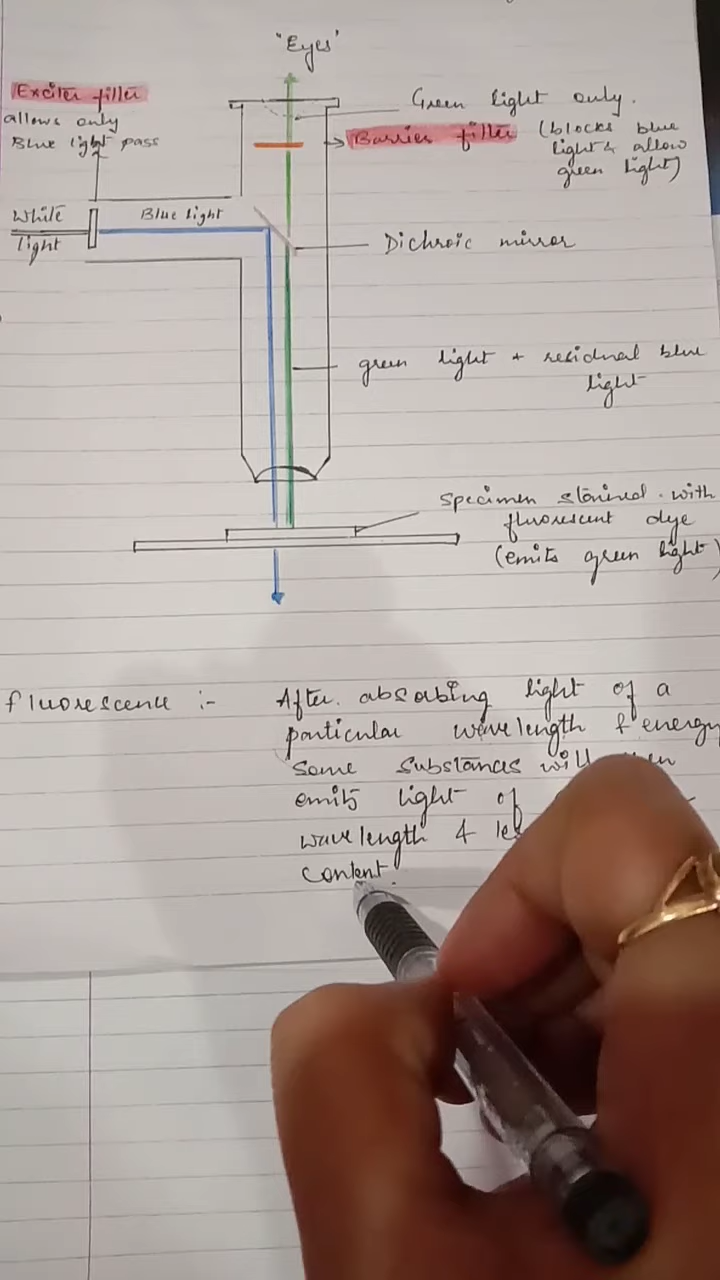 "Eyes"
Exciter filter
allows only
Blue light pass
Green light only.
Barrier filter (blocks blue
light & allow
green light)
White
light
Blue light
Dichroic mirror
green light + residual blue
light
Specimen stained with
fluorescent dye
(emits green light)
fluorescence :- After absorbing light of a
particular wavelength & energy
Some substances will
emits light of
wavelength &
content.